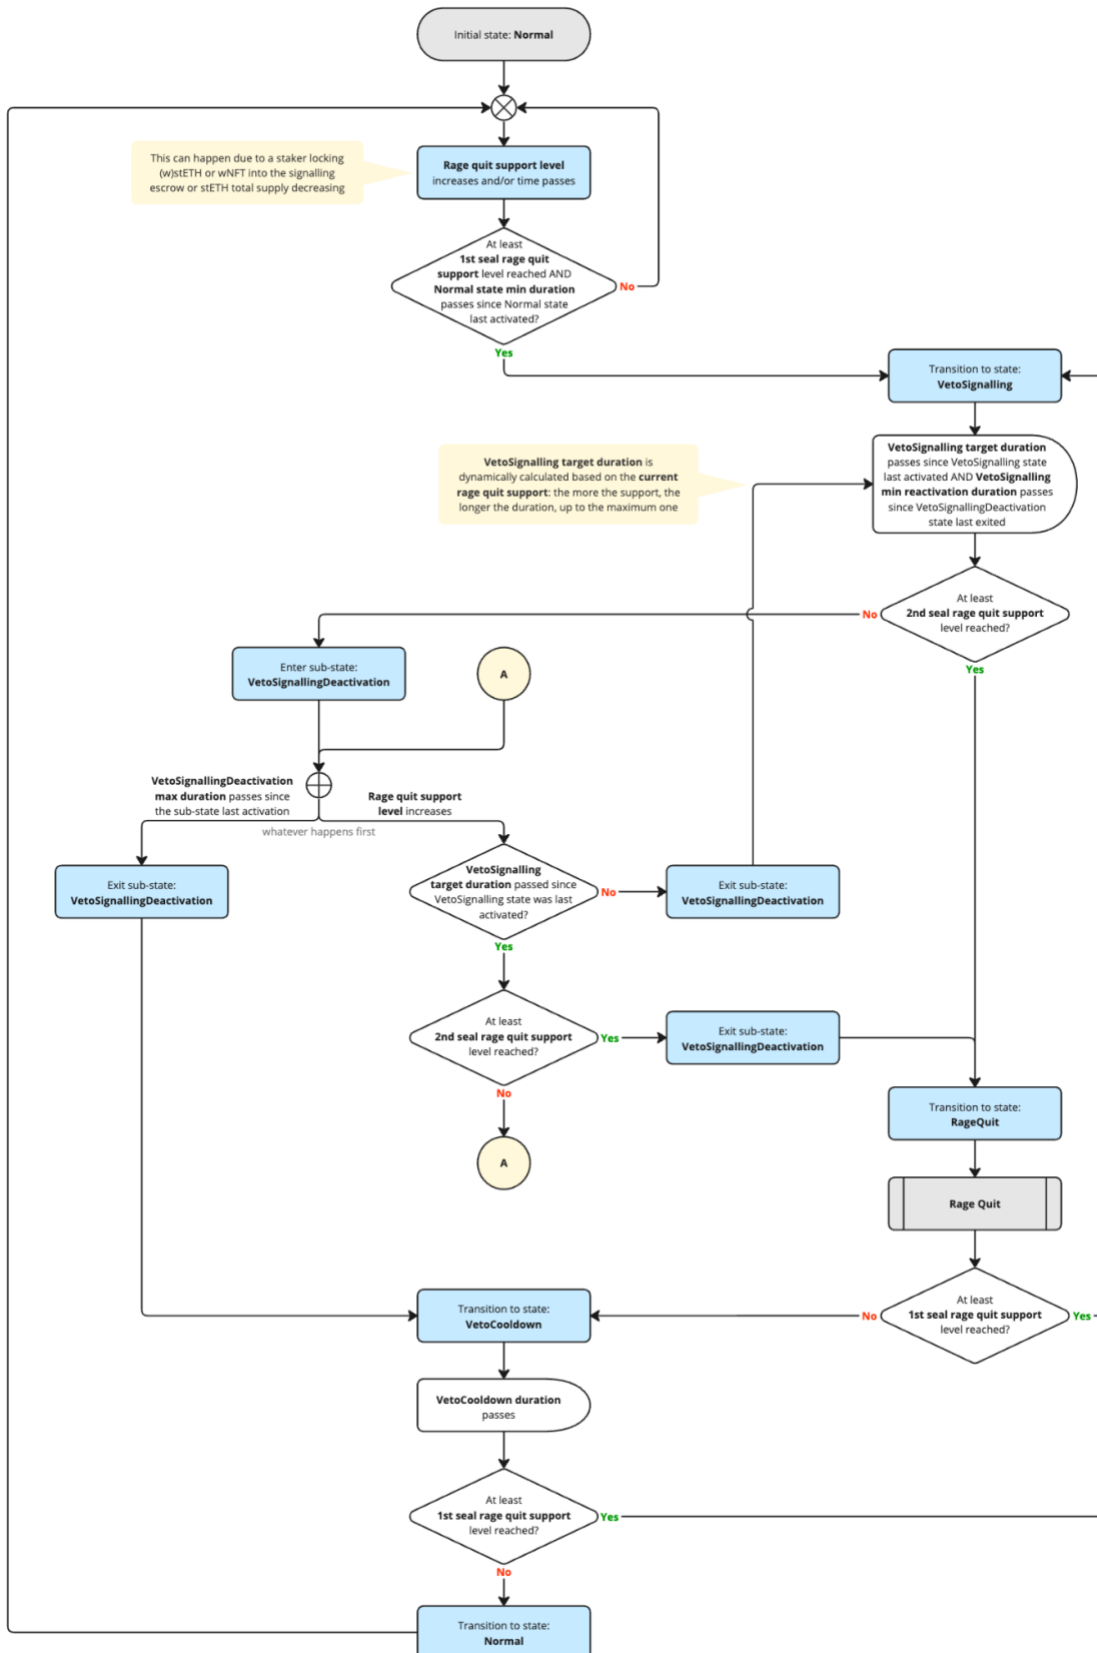 Initial state: Normal
This can happen due to a staker locking
(w)stETH or wNFT into the signalling
escrow or stETH total supply decreasing
Rage quit support level
increases and/or time passes
At least
1st seal rage quit
support level reached AND
Normal state min duration
passes since Normal state
last activated?
No
Yes
Transition to state:
VetoSignalling
VetoSignalling target duration is
dynamically calculated based on the current
rage quit support: the more the support, the
longer the duration, up to the maximum one
VetoSignalling target duration
passes since VetoSignalling state
last activated AND VetoSignalling
min reactivation duration passes
since VetoSignallingDeactivation
state last exited
At least
2nd seal rage quit support
level reached?
No
Yes
Enter sub-state:
VetoSignallingDeactivation
A
VetoSignallingDeactivation
max duration passes since
the sub-state last activation
Rage quit support
level increases
whatever happens first
Exit sub-state:
VetoSignallingDeactivation
VetoSignalling
target duration passed since
VetoSignalling state was last
activated?
No
Exit sub-state:
VetoSignallingDeactivation
Yes
At least
2nd seal rage quit support
level reached?
Yes
Exit sub-state:
VetoSignallingDeactivation
No
A
Transition to state:
RageQuit
Rage Quit
At least
1st seal rage quit support
level reached?
No
Yes
Transition to state:
VetoCooldown
VetoCooldown duration
passes
At least
1st seal rage quit support
level reached?
Yes
No
Transition to state:
Normal